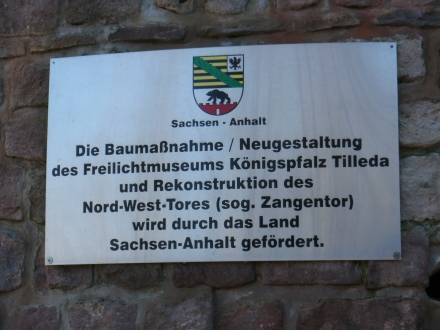 Sachsen - Anhalt
Die Baumaßnahme / Neugestaltung
des Freilichtmuseums Königspfalz Tilleda
und Rekonstruktion des
Nord-West-Tores (sog. Zangentor)
wird durch das Land
Sachsen-Anhalt gefördert.